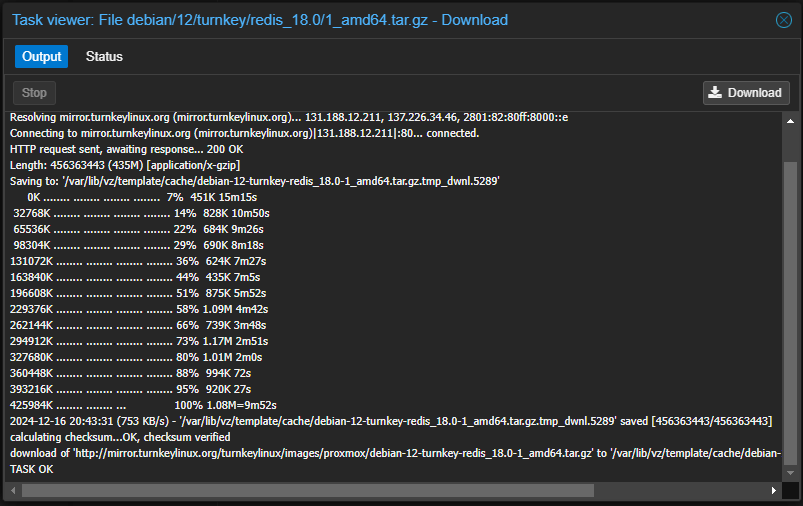 Task viewer: File debian/12/turnkey/redis_18.0/1_amd64.tar.gz - Download
Output Status
Stop Download
Resolving mirror.turnkeylinux.org (mirror.turnkeylinux.org)... 131.188.12.211, 137.226.34.46, 2801:82:80ff:8000::e
Connecting to mirror.turnkeylinux.org (mirror.turnkeylinux.org)|131.188.12.211|:80... connected.
HTTP request sent, awaiting response... 200 OK
Length: 456363443 (435M) [application/x-gzip]
Saving to: '/var/lib/vz/template/cache/debian-12-turnkey-redis_18.0-1_amd64.tar.gz.tmp_dwnl.5289'
0K ........ ........ ........ ........ 7% 451K 15m15s
32768K ........ ........ ........ ........ 14% 828K 10m50s
65536K ........ ........ ........ ........ 22% 684K 9m26s
98304K ........ ........ ........ ........ 29% 690K 8m18s
131072K ........ ........ ........ ........ 36% 624K 7m27s
163840K ........ ........ ........ ........ 44% 435K 7m5s
196608K ........ ........ ........ ........ 51% 875K 5m52s
229376K ........ ........ ........ ........ 58% 1.09M 4m42s
262144K ........ ........ ........ ........ 66% 739K 3m48s
294912K ........ ........ ........ ........ 73% 1.17M 2m51s
327680K ........ ........ ........ ........ 80% 1.01M 2m0s
360448K ........ ........ ........ ........ 88% 994K 72s
393216K ........ ........ ........ ........ 95% 920K 27s
425984K ........ ........ ... 100% 1.08M=9m52s
2024-12-16 20:43:31 (753 KB/s) - '/var/lib/vz/template/cache/debian-12-turnkey-redis_18.0-1_amd64.tar.gz.tmp_dwnl.5289' saved [456363443/456363443]
calculating checksum...OK, checksum verified
download of 'http://mirror.turnkeylinux.org/turnkeylinux/images/proxmox/debian-12-turnkey-redis_18.0-1_amd64.tar.gz' to '/var/lib/vz/template/cache/debian-
TASK OK